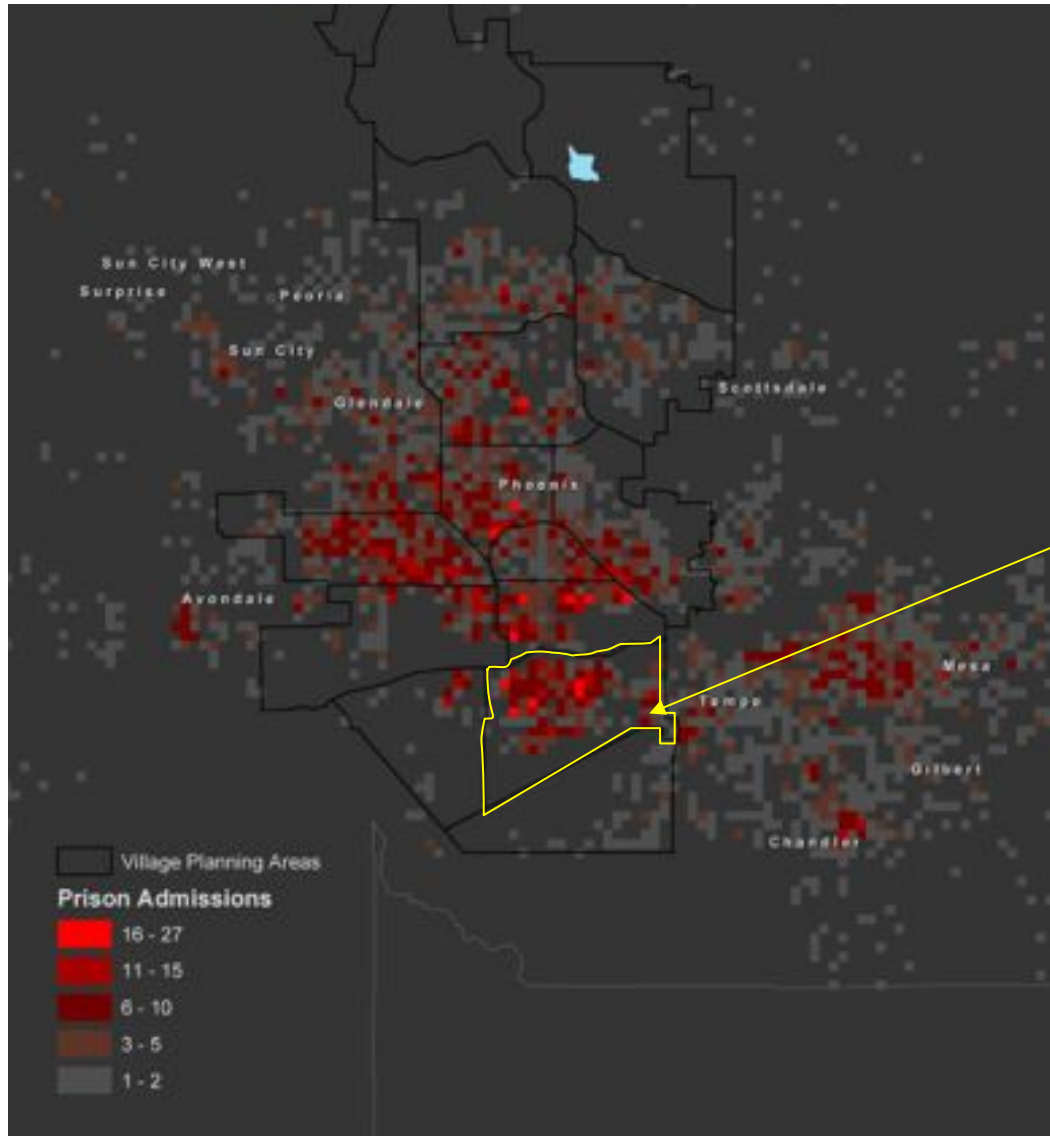 Sun City West
Surprise
Peoria
Sun City
Scottsdale
Glendale
Phoenix
Avondale
Mesa
Tempe
Gilbert
Chandler
Village Planning Areas
Prison Admissions
16 - 27
11 - 15
6 - 10
3 - 5
1 - 2